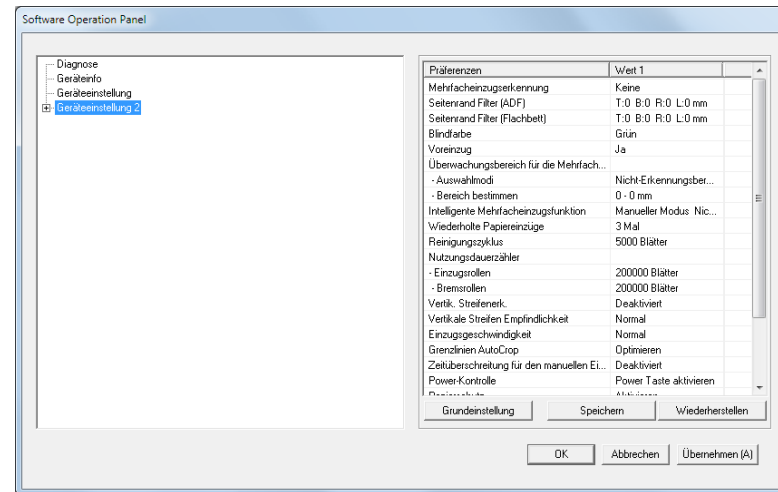 Software Operation Panel
Diagnose
Geräteinfo
Geräteeinstellung
Geräteeinstellung 2
Präferenzen Wert 1
Mehrfacheinzugserkennung Keine
Seitenrand Filter (ADF) T:0 B:0 R:0 L:0 mm
Seitenrand Filter (Flachbett) T:0 B:0 R:0 L:0 mm
Blindfarbe Grün
Voreinzug Ja
Überwachungsbereich für die Mehrfach...
- Auswahlmodi Nicht-Erkennungsber...
- Bereich bestimmen 0 - 0 mm
Intelligente Mehrfacheinzugsfunktion Manueller Modus Nic...
Wiederholte Papiereinzüge 3 Mal
Reinigungszyklus 5000 Blätter
Nutzungsdauerzähler
- Einzugsrollen 200000 Blätter
- Bremsrollen 200000 Blätter
Vertik. Streifenerk. Deaktiviert
Vertikale Streifen Empfindlichkeit Normal
Einzugsgeschwindigkeit Normal
Grenzlinien AutoCrop Optimieren
Zeitüberschreitung für den manuellen Ei... Deaktiviert
Power-Kontrolle Power Taste aktivieren
Grundeinstellung Speichern Wiederherstellen
OK Abbrechen Übernehmen (A)